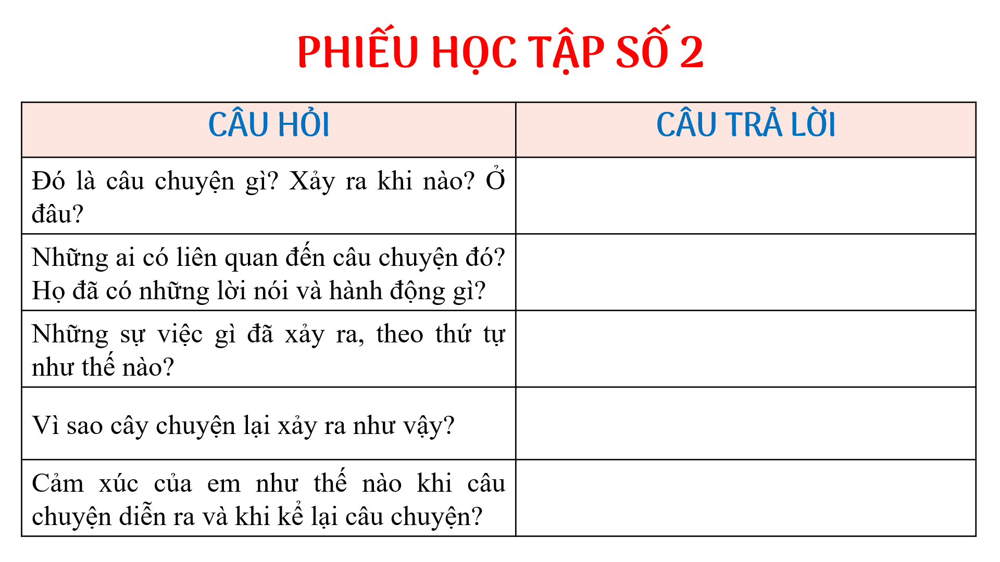 PHIẾU HỌC TẬP SỐ 2
CÂU HỎI
CÂU TRẢ LỜI
Đó là câu chuyện gì? Xảy ra khi nào? Ở
đâu?
Những ai có liên quan đến câu chuyện đó?
Họ đã có những lời nói và hành động gì?
Những sự việc gì đã xảy ra, theo thứ tự
như thế nào?
Vì sao cây chuyện lại xảy ra như vậy?
Cảm xúc của em như thế nào khi câu
chuyện diễn ra và khi kể lại câu chuyện?